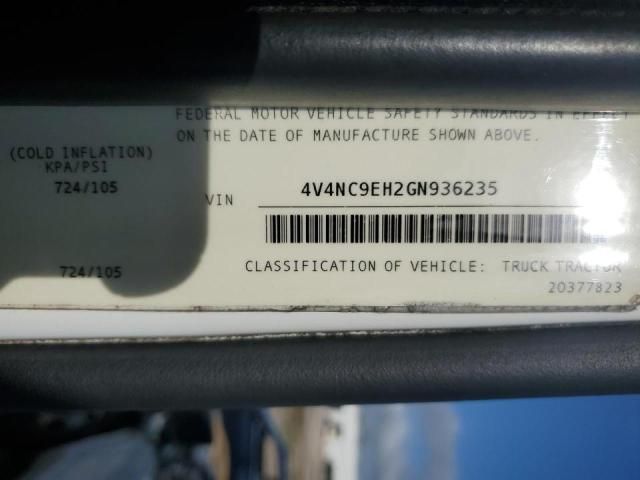 FEDERAL MOTOR VEHICLE SAFETY STANDARDS IN EFFECT
ON THE DATE OF MANUFACTURE SHOWN ABOVE.
(COLD INFLATION)
KPA/PSI
724/105
VIN 4V4NC9EH2GN936235
724/105
CLASSIFICATION OF VEHICLE: TRUCK TRACTOR
20377823